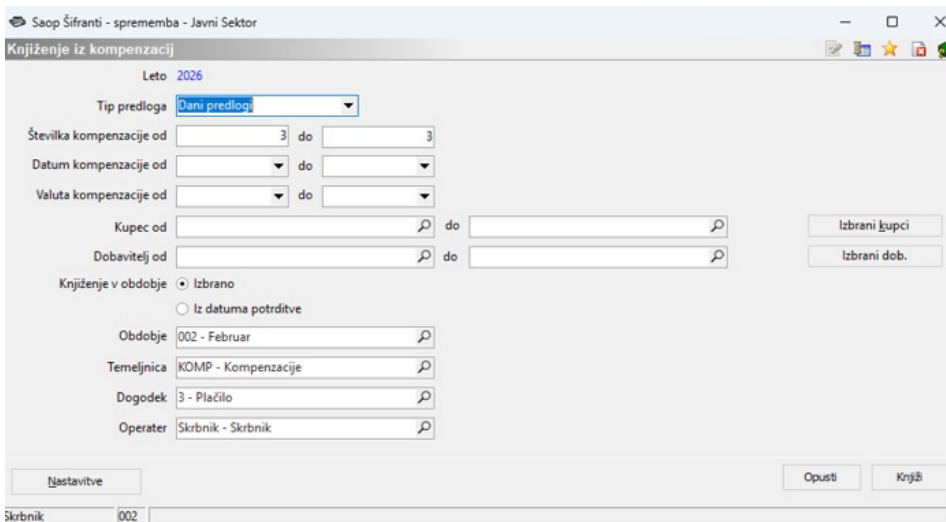 Saop Šifranti - sprememba - Javni Sektor
Knjiženje iz kompenzacij
Leto 2026
Tip predloga Dani predlogi
Številka kompenzacije od 3 do 3
Datum kompenzacije od do
Valuta kompenzacije od do
Kupec od do Izbrani kupci
Dobavitelj od do Izbrani dob.
Knjiženje v obdobje Izbrano
Iz datuma potrditve
Obdobje 002 - Februar
Temeljnica KOMP - Kompenzacije
Dogodek 3 - Plačilo
Operater Skrbnik - Skrbnik
Nastavitve Opusti Knjiži
Skrbnik 002